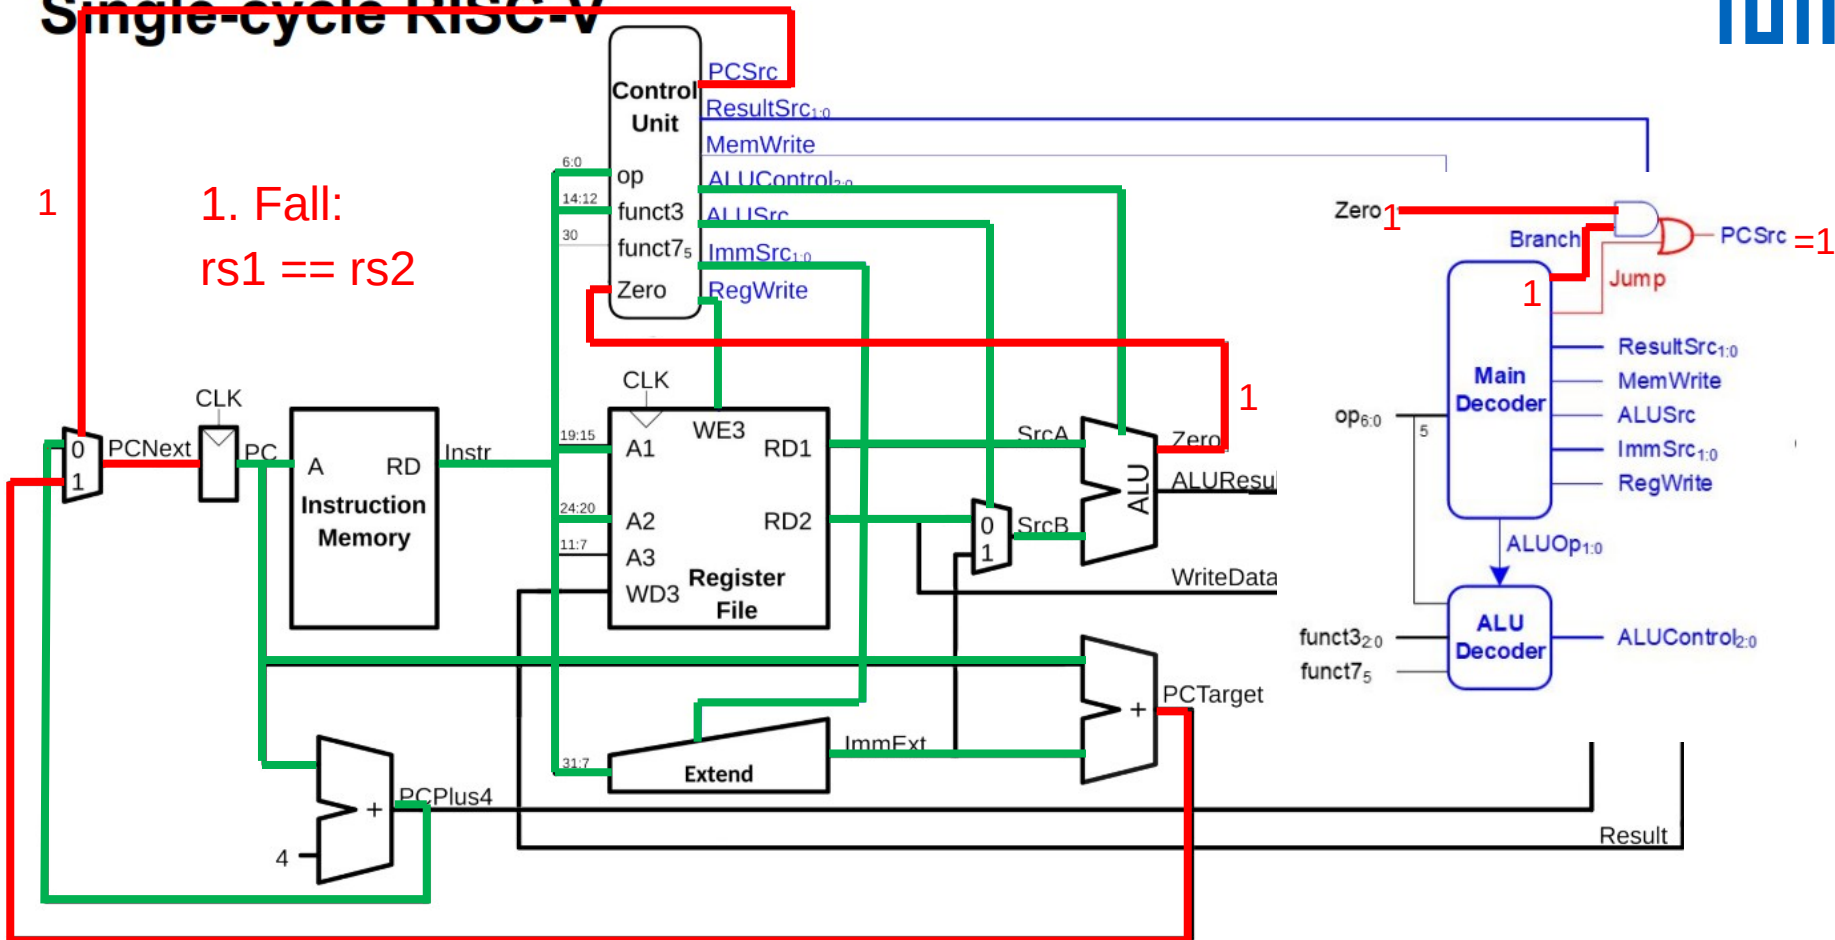 Single-cycle RISC-V
TUM
Control
Unit
PCSrc
ResultSrc1:0
MemWrite
ALUControl2:0
ALUSrc
ImmSrc1:0
RegWrite
6:0
op
14:12
funct3
30
funct75
Zero
1
1. Fall:
rs1 == rs2
Zero
1
Branch
PCSrc
=1
Jump
1
Main
Decoder
ResultSrc1:0
MemWrite
ALUSrc
ImmSrc1:0
RegWrite
op6:0
5
ALUOp1:0
ALU
Decoder
funct32:0
funct75
ALUControl2:0
CLK
0
1
PCNext
PC
A
RD
Instruction
Memory
Instr
CLK
WE3
19:15
A1
RD1
24:20
A2
RD2
11:7
A3
WD3
Register
File
SrcA
0
1
SrcB
ALU
Zero
1
ALUResul
WriteData
PCTarget
+
31:7
Extend
ImmExt
PCPlus4
+
4
Result